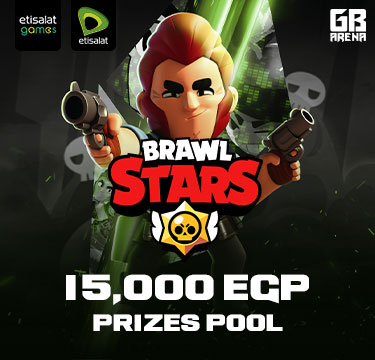 etisalat
games
etisalat
GB
ARENA
BRAWL
STARS
15,000 EGP
PRIZES POOL